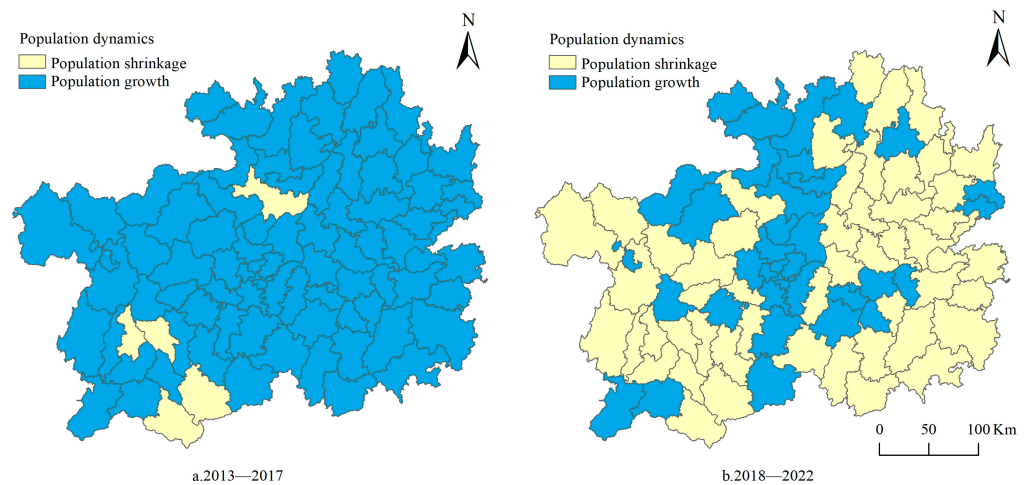 N
Population dynamics
Population shrinkage
Population growth
a.2013—2017
N
Population dynamics
Population shrinkage
Population growth
0 50 100 Km
b.2018—2022